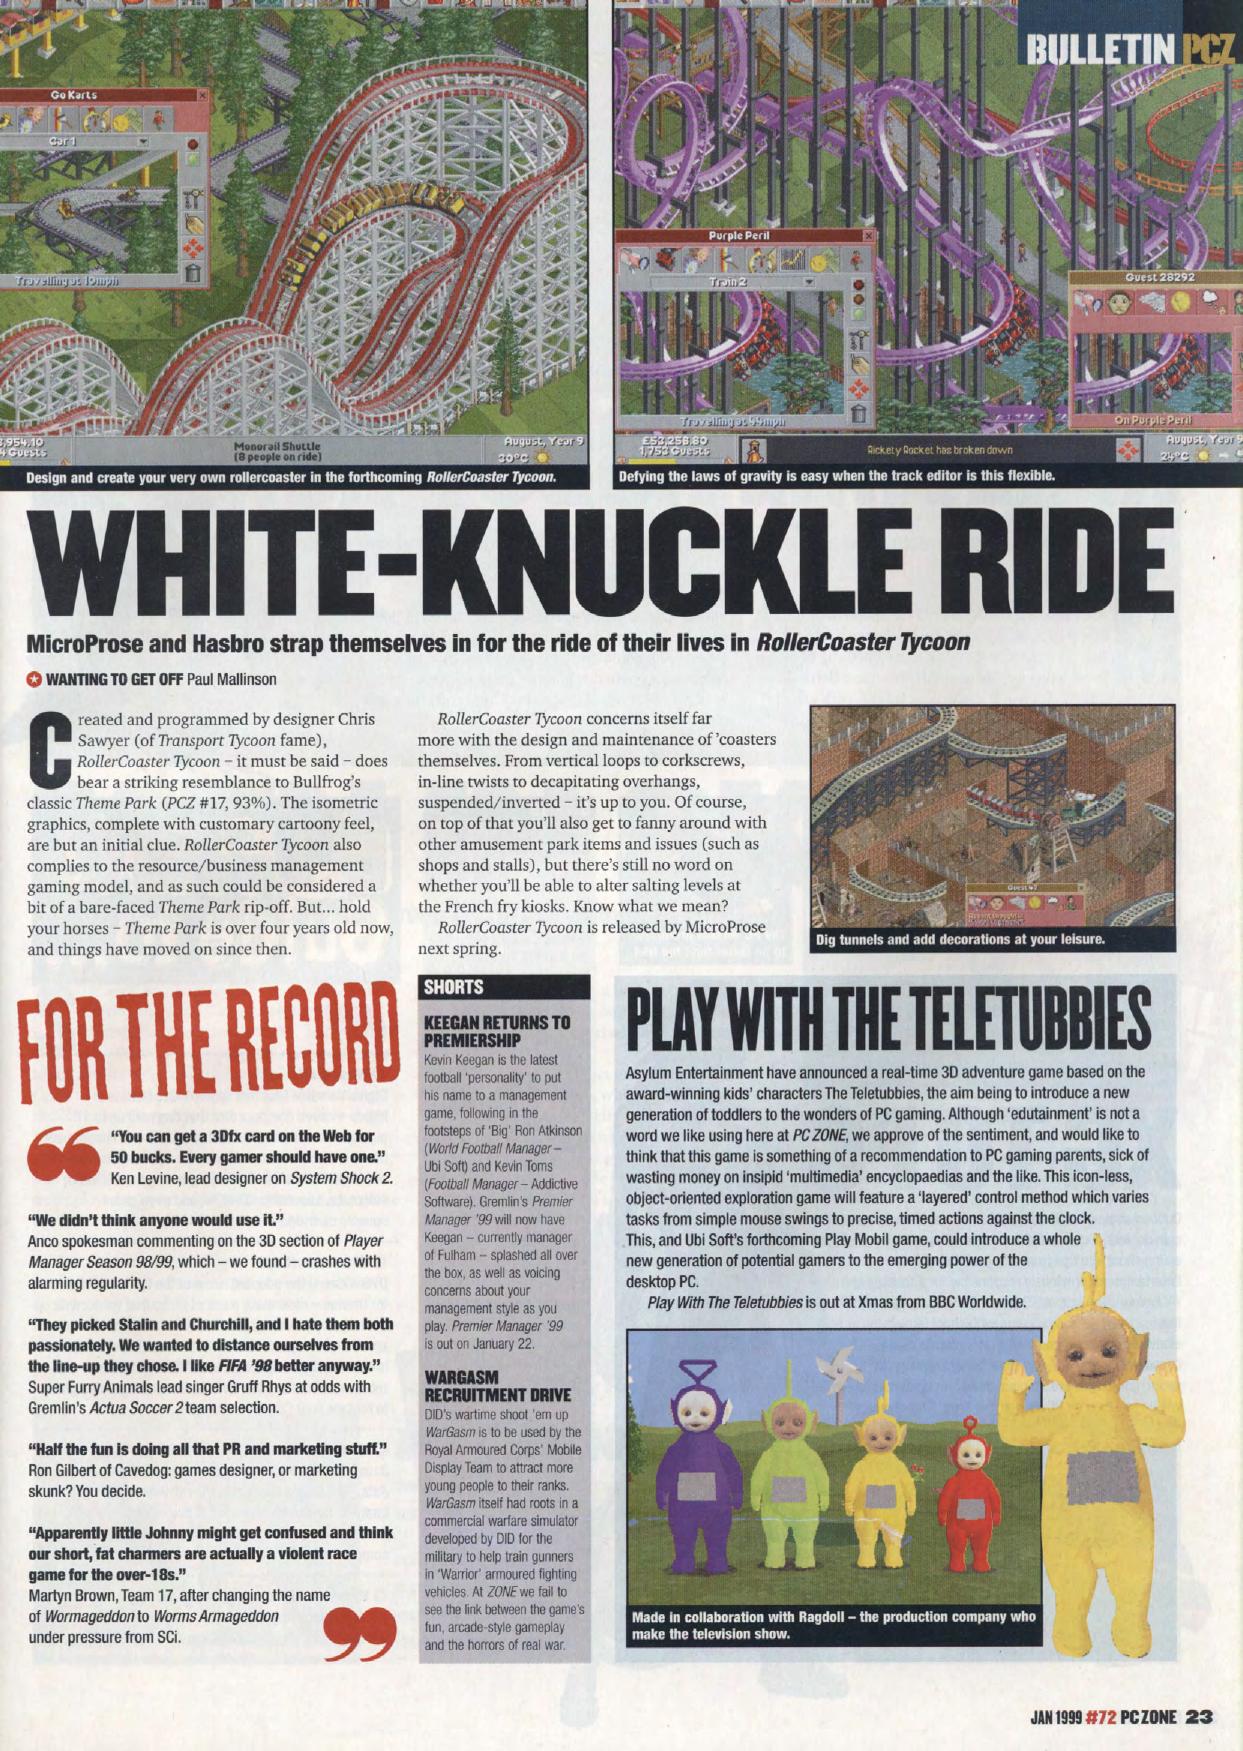 BULLETIN PCZ
Go Karts
Car 1
Travelling at 10mph
3,954.10
4 Guests
Monorail Shuttle
(8 people on ride)
August, Year 9
30°C
Purple Peril
Train 2
Travelling at 44mph
Guest 28292
On Purple Peril
£53,258.80
1,753 Guests
Rickety Rocket has broken down
August, Year 9
24°C
Design and create your very own rollercoaster in the forthcoming RollerCoaster Tycoon.
Defying the laws of gravity is easy when the track editor is this flexible.
WHITE-KNUCKLE RIDE
MicroProse and Hasbro strap themselves in for the ride of their lives in RollerCoaster Tycoon
WANTING TO GET OFF Paul Mallinson
Created and programmed by designer Chris
Sawyer (of Transport Tycoon fame),
RollerCoaster Tycoon – it must be said – does
bear a striking resemblance to Bullfrog's
classic Theme Park (PCZ #17, 93%). The isometric
graphics, complete with customary cartoony feel,
are but an initial clue. RollerCoaster Tycoon also
complies to the resource/business management
gaming model, and as such could be considered a
bit of a bare-faced Theme Park rip-off. But... hold
your horses – Theme Park is over four years old now,
and things have moved on since then.
RollerCoaster Tycoon concerns itself far
more with the design and maintenance of 'coasters
themselves. From vertical loops to corkscrews,
in-line twists to decapitating overhangs,
suspended/inverted – it's up to you. Of course,
on top of that you'll also get to fanny around with
other amusement park items and issues (such as
shops and stalls), but there's still no word on
whether you'll be able to alter salting levels at
the French fry kiosks. Know what we mean?
RollerCoaster Tycoon is released by MicroProse
next spring.
Guest 47
Dig tunnels and add decorations at your leisure.
FOR THE RECORD
"You can get a 3Dfx card on the Web for
50 bucks. Every gamer should have one."
Ken Levine, lead designer on System Shock 2.
"We didn't think anyone would use it."
Anco spokesman commenting on the 3D section of Player
Manager Season 98/99, which – we found – crashes with
alarming regularity.
"They picked Stalin and Churchill, and I hate them both
passionately. We wanted to distance ourselves from
the line-up they chose. I like FIFA '98 better anyway."
Super Furry Animals lead singer Gruff Rhys at odds with
Gremlin's Actua Soccer 2 team selection.
"Half the fun is doing all that PR and marketing stuff."
Ron Gilbert of Cavedog: games designer, or marketing
skunk? You decide.
"Apparently little Johnny might get confused and think
our short, fat charmers are actually a violent race
game for the over-18s."
Martyn Brown, Team 17, after changing the name
of Wormageddon to Worms Armageddon
under pressure from SCi.
SHORTS
KEEGAN RETURNS TO
PREMIERSHIP
Kevin Keegan is the latest
football 'personality' to put
his name to a management
game, following in the
footsteps of 'Big' Ron Atkinson
(World Football Manager –
Ubi Soft) and Kevin Toms
(Football Manager – Addictive
Software). Gremlin's Premier
Manager '99 will now have
Keegan – currently manager
of Fulham – splashed all over
the box, as well as voicing
concerns about your
management style as you
play. Premier Manager '99
is out on January 22.
WARGASM
RECRUITMENT DRIVE
DID's wartime shoot 'em up
WarGasm is to be used by the
Royal Armoured Corps' Mobile
Display Team to attract more
young people to their ranks.
WarGasm itself had roots in a
commercial warfare simulator
developed by DID for the
military to help train gunners
in 'Warrior' armoured fighting
vehicles. At ZONE we fail to
see the link between the game's
fun, arcade-style gameplay
and the horrors of real war.
PLAY WITH THE TELETUBBIES
Asylum Entertainment have announced a real-time 3D adventure game based on the
award-winning kids' characters The Teletubbies, the aim being to introduce a new
generation of toddlers to the wonders of PC gaming. Although 'edutainment' is not a
word we like using here at PC ZONE, we approve of the sentiment, and would like to
think that this game is something of a recommendation to PC gaming parents, sick of
wasting money on insipid 'multimedia' encyclopaedias and the like. This icon-less,
object-oriented exploration game will feature a 'layered' control method which varies
tasks from simple mouse swings to precise, timed actions against the clock.
This, and Ubi Soft's forthcoming Play Mobil game, could introduce a whole
new generation of potential gamers to the emerging power of the
desktop PC.
Play With The Teletubbies is out at Xmas from BBC Worldwide.
Made in collaboration with Ragdoll – the production company who
make the television show.
JAN 1999 #72 PC ZONE 23